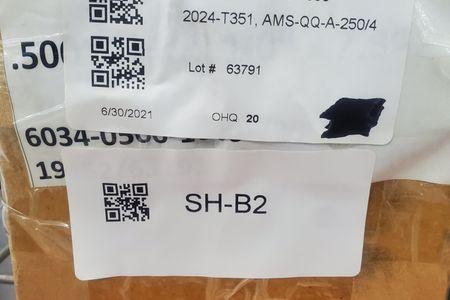 2024-T351, AMS-QQ-A-250/4
.500
Lot # 63791
6/30/2021 OHQ 20
SH-B2